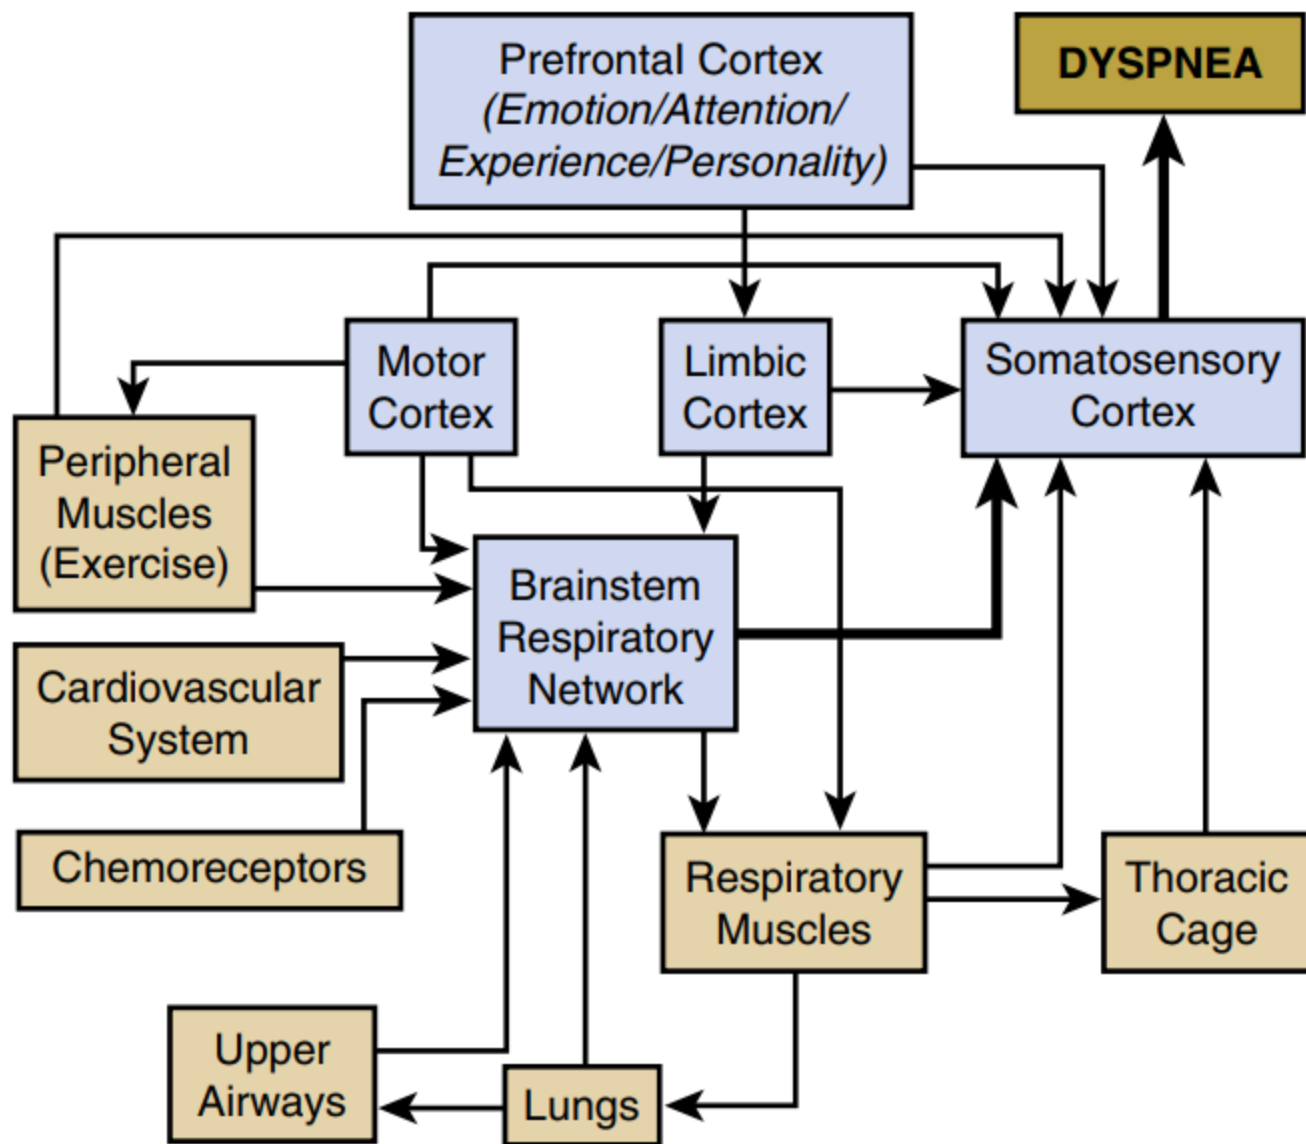 Prefrontal Cortex
(Emotion/Attention/
Experience/Personality)
DYSPNEA
Motor
Cortex
Limbic
Cortex
Somatosensory
Cortex
Peripheral
Muscles
(Exercise)
Brainstem
Respiratory
Network
Cardiovascular
System
Chemoreceptors
Respiratory
Muscles
Thoracic
Cage
Upper
Airways
Lungs